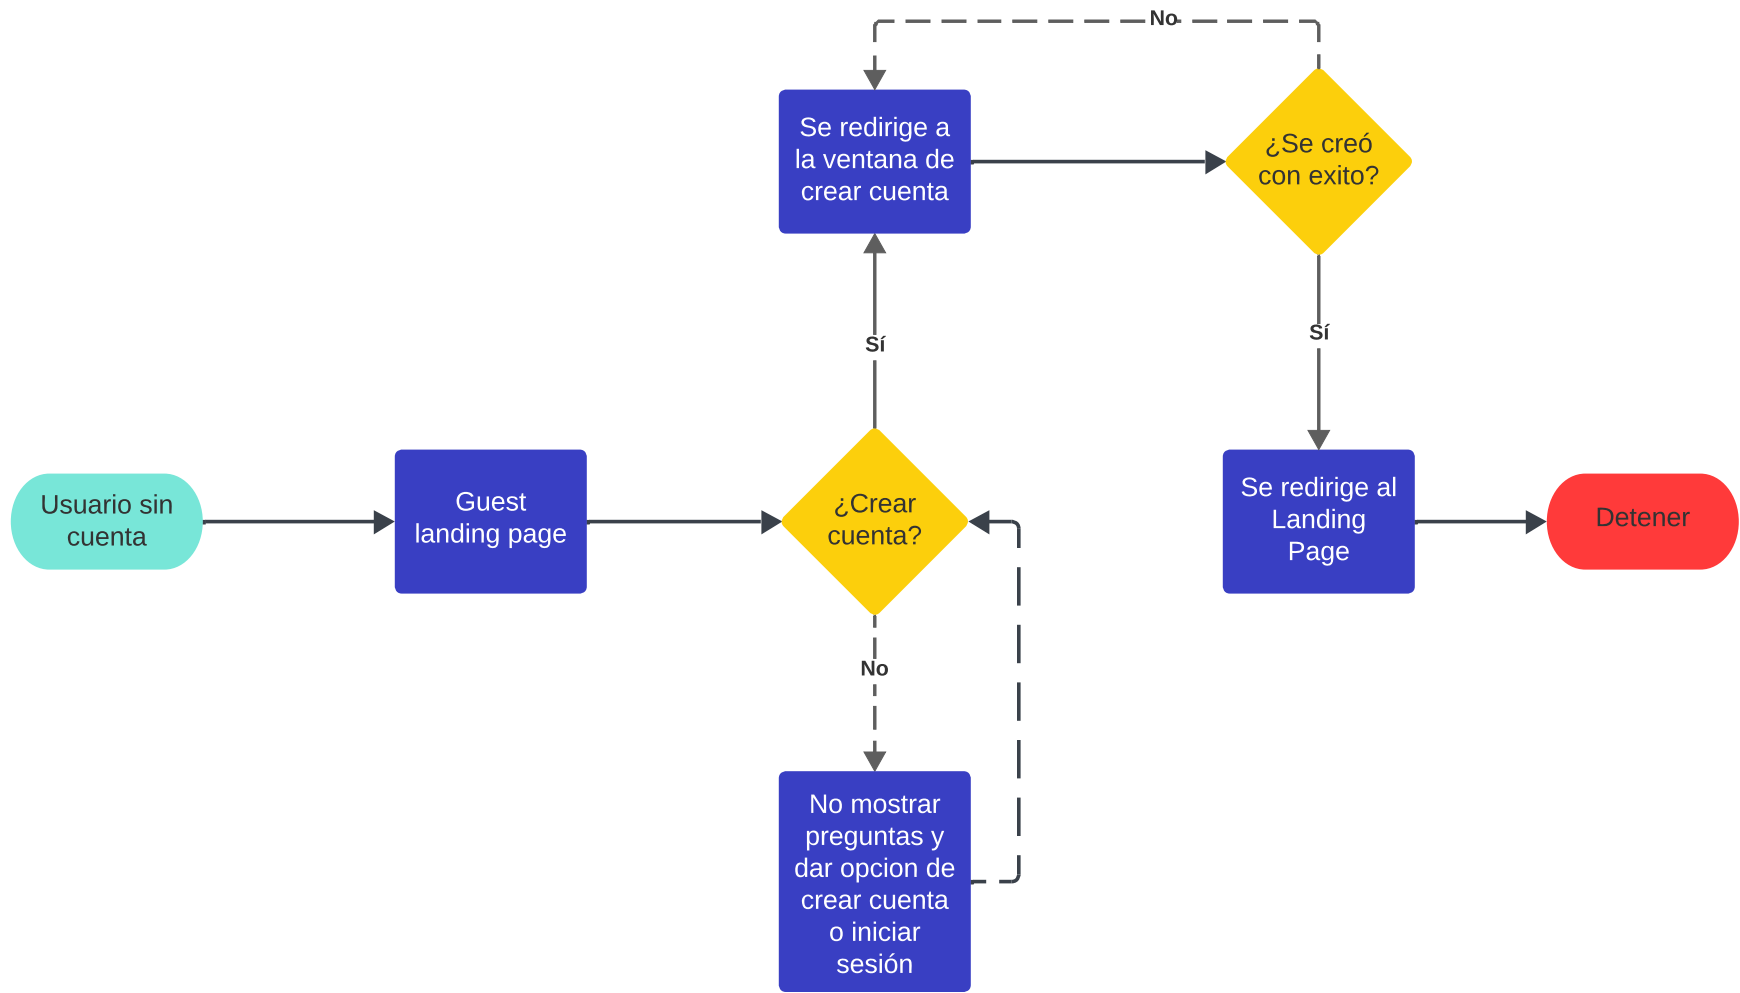 No
Se redirige a
la ventana de
crear cuenta
¿Se creó
con exito?
Sí
Sí
Usuario sin
cuenta
Guest
landing page
¿Crear
cuenta?
Se redirige al
Landing
Page
Detener
No
No mostrar
preguntas y
dar opcion de
crear cuenta
o iniciar
sesión